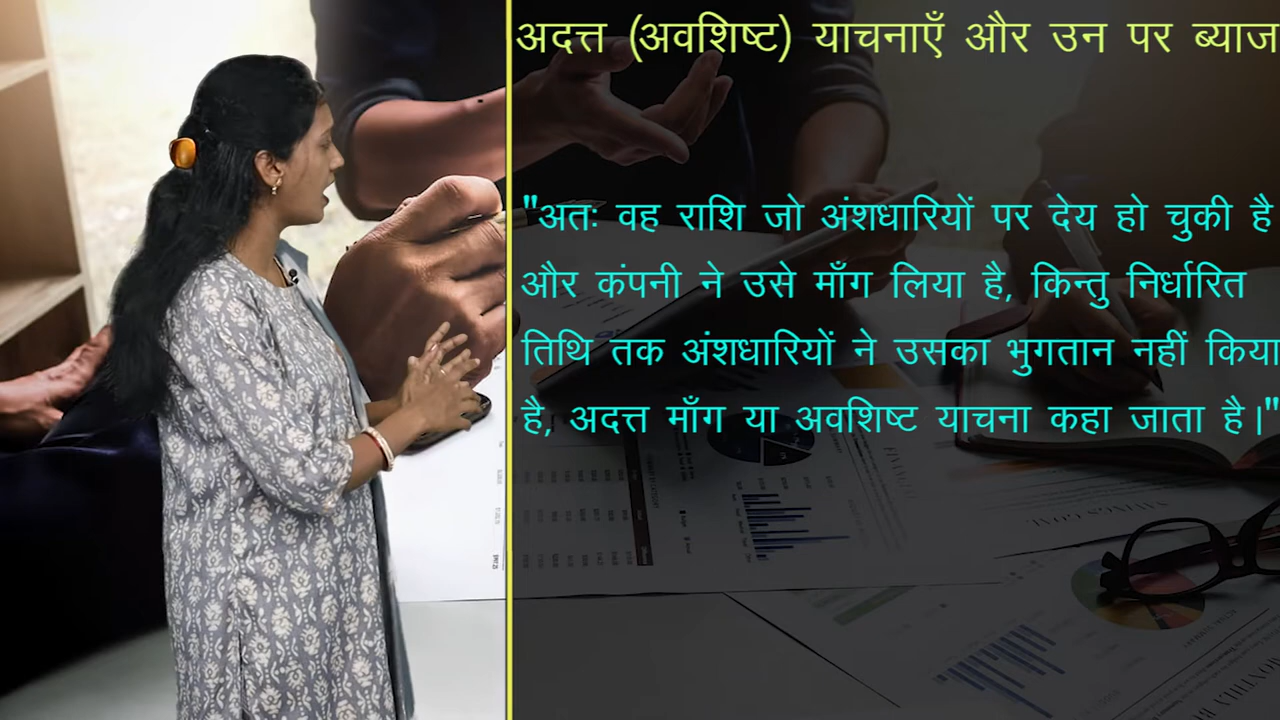 अदत्त (अवशिष्ट) याचनाएँ और उन पर ब्याज
"अतः वह राशि जो अंशधारियों पर देय हो चुकी है
और कंपनी ने उसे माँग लिया है, किन्तु निर्धारित
तिथि तक अंशधारियों ने उसका भुगतान नहीं किया
है, अदत्त माँग या अवशिष्ट याचना कहा जाता है।"